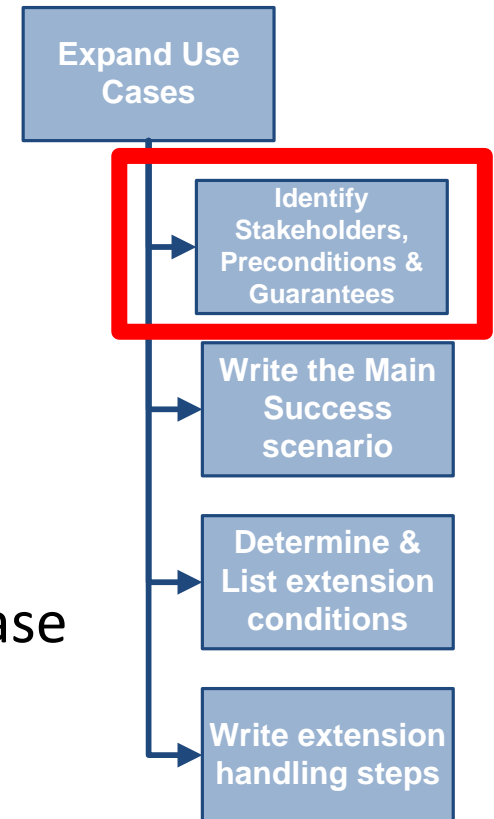 Expand Use
Cases
Identify
Stakeholders,
Preconditions &
Guarantees
Write the Main
Success
scenario
Determine &
List extension
conditions
Write extension
handling steps